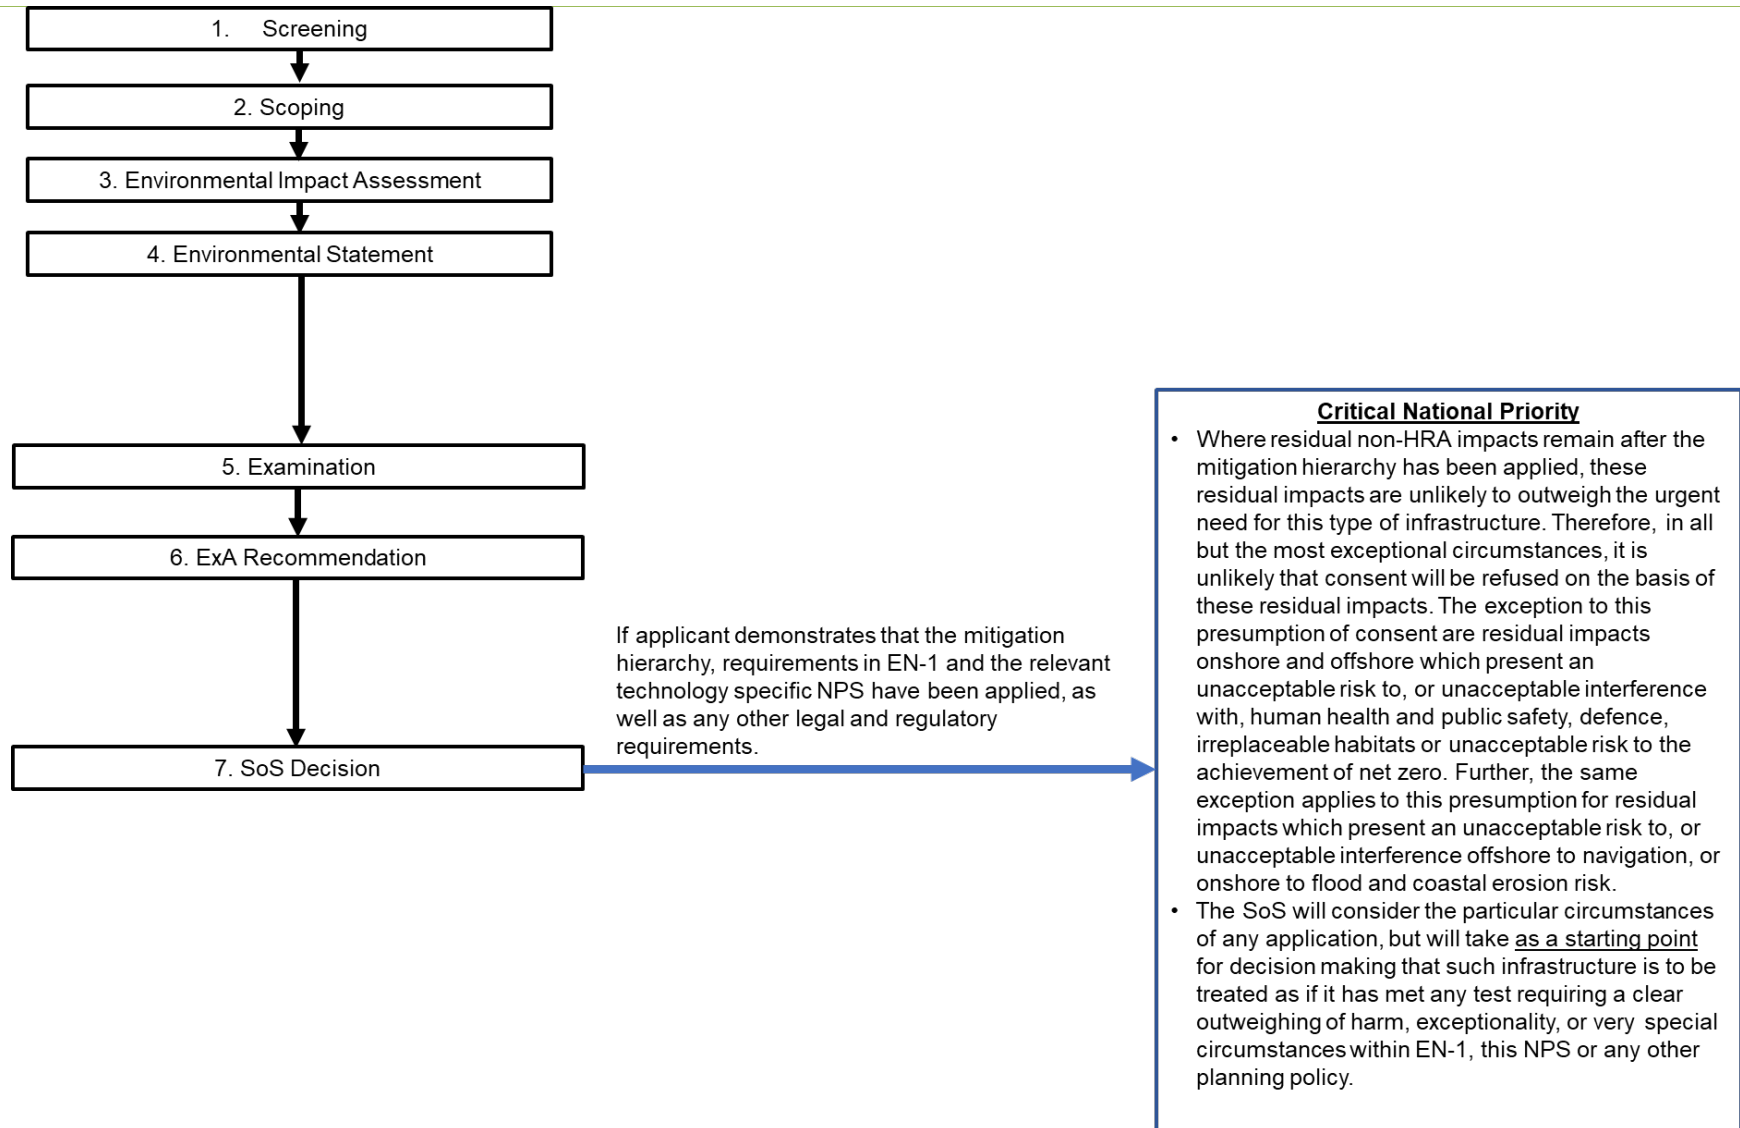 1. Screening
2. Scoping
3. Environmental Impact Assessment
4. Environmental Statement
5. Examination
6. ExA Recommendation
7. SoS Decision
If applicant demonstrates that the mitigation
hierarchy, requirements in EN-1 and the relevant
technology specific NPS have been applied, as
well as any other legal and regulatory
requirements.
Critical National Priority
• Where residual non-HRA impacts remain after the
mitigation hierarchy has been applied, these
residual impacts are unlikely to outweigh the urgent
need for this type of infrastructure. Therefore, in all
but the most exceptional circumstances, it is
unlikely that consent will be refused on the basis of
these residual impacts. The exception to this
presumption of consent are residual impacts
onshore and offshore which present an
unacceptable risk to, or unacceptable interference
with, human health and public safety, defence,
irreplaceable habitats or unacceptable risk to the
achievement of net zero. Further, the same
exception applies to this presumption for residual
impacts which present an unacceptable risk to, or
unacceptable interference offshore to navigation, or
onshore to flood and coastal erosion risk.
• The SoS will consider the particular circumstances
of any application, but will take as a starting point
for decision making that such infrastructure is to be
treated as if it has met any test requiring a clear
outweighing of harm, exceptionality, or very special
circumstances within EN-1, this NPS or any other
planning policy.